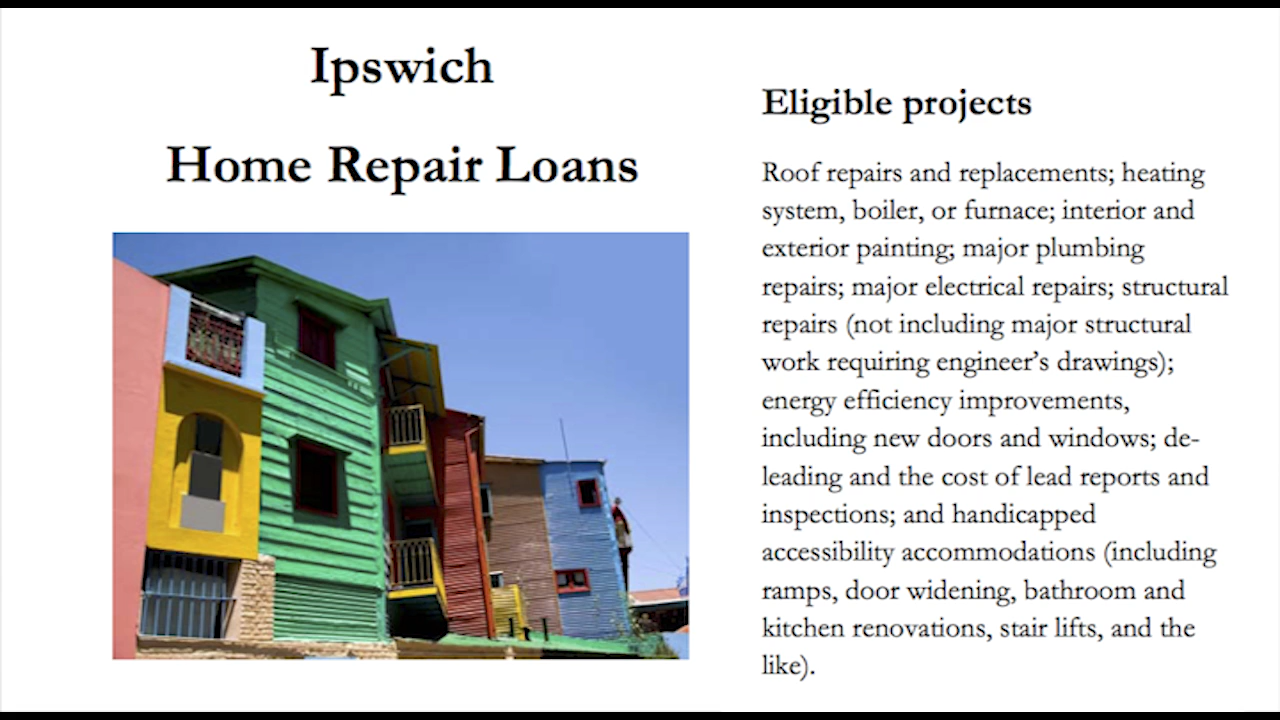 Ipswich
Home Repair Loans
Eligible projects
Roof repairs and replacements; heating
system, boiler, or furnace; interior and
exterior painting; major plumbing
repairs; major electrical repairs; structural
repairs (not including major structural
work requiring engineer’s drawings);
energy efficiency improvements,
including new doors and windows; de-
leading and the cost of lead reports and
inspections; and handicapped
accessibility accommodations (including
ramps, door widening, bathroom and
kitchen renovations, stair lifts, and the
like).